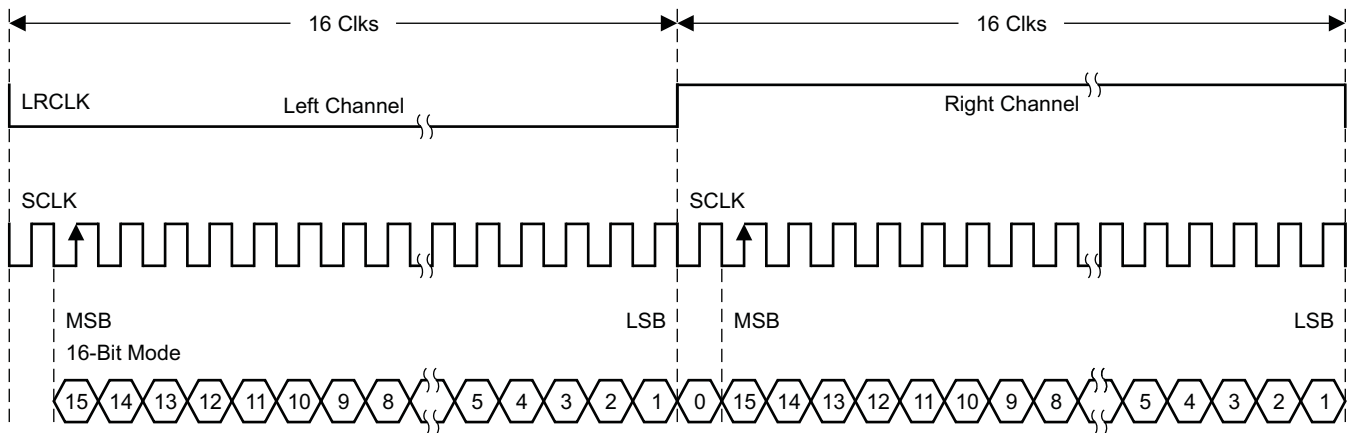 16 Clks 16 Clks
LRCLK Left Channel Right Channel
SCLK SCLK
MSB LSB MSB LSB
16-Bit Mode
15 14 13 12 11 10 9 8 5 4 3 2 1 0 15 14 13 12 11 10 9 8 5 4 3 2 1